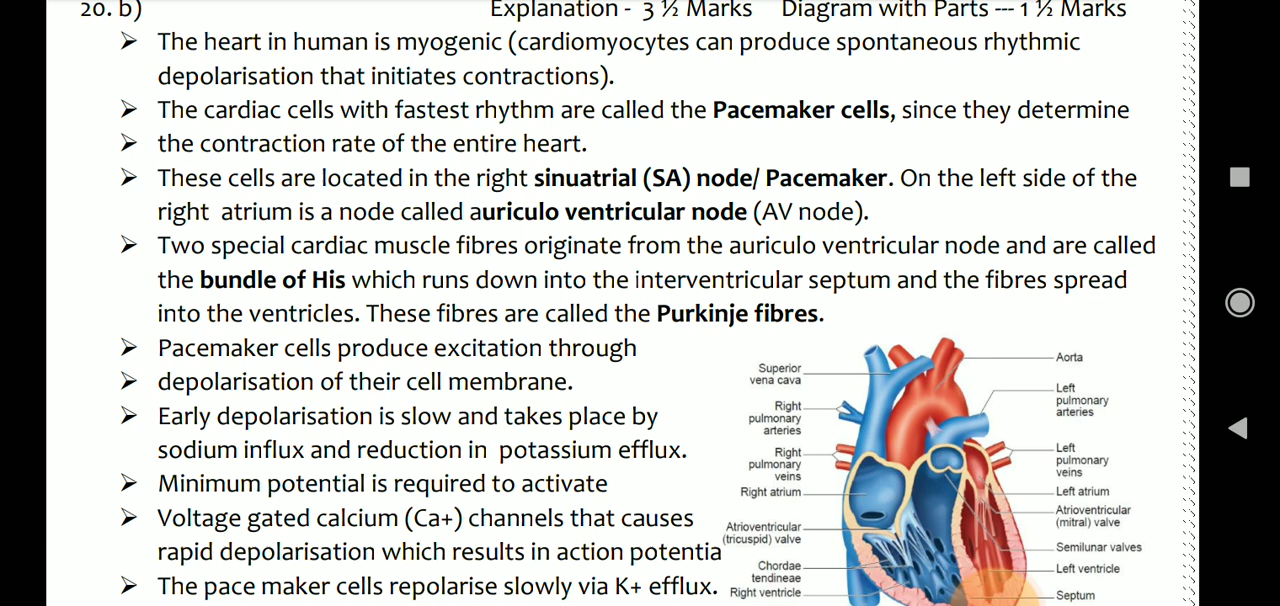 20. b) Explanation - 3 ½ Marks Diagram with Parts --- 1 ½ Marks
➢ The heart in human is myogenic (cardiomyocytes can produce spontaneous rhythmic
depolarisation that initiates contractions).
➢ The cardiac cells with fastest rhythm are called the Pacemaker cells, since they determine
➢ the contraction rate of the entire heart.
➢ These cells are located in the right sinuatrial (SA) node/ Pacemaker. On the left side of the
right atrium is a node called auriculo ventricular node (AV node).
➢ Two special cardiac muscle fibres originate from the auriculo ventricular node and are called
the bundle of His which runs down into the interventricular septum and the fibres spread
into the ventricles. These fibres are called the Purkinje fibres.
➢ Pacemaker cells produce excitation through
➢ depolarisation of their cell membrane.
➢ Early depolarisation is slow and takes place by
sodium influx and reduction in potassium efflux.
➢ Minimum potential is required to activate
➢ Voltage gated calcium (Ca+) channels that causes
rapid depolarisation which results in action potentia
➢ The pace maker cells repolarise slowly via K+ efflux.
Superior
vena cava
Right
pulmonary
arteries
Right
pulmonary
veins
Right atrium
Atrioventricular
(tricuspid) valve
Chordae
tendineae
Right ventricle
Aorta
Left
pulmonary
arteries
Left
pulmonary
veins
Left atrium
Atrioventricular
(mitral) valve
Semilunar valves
Left ventricle
Septum